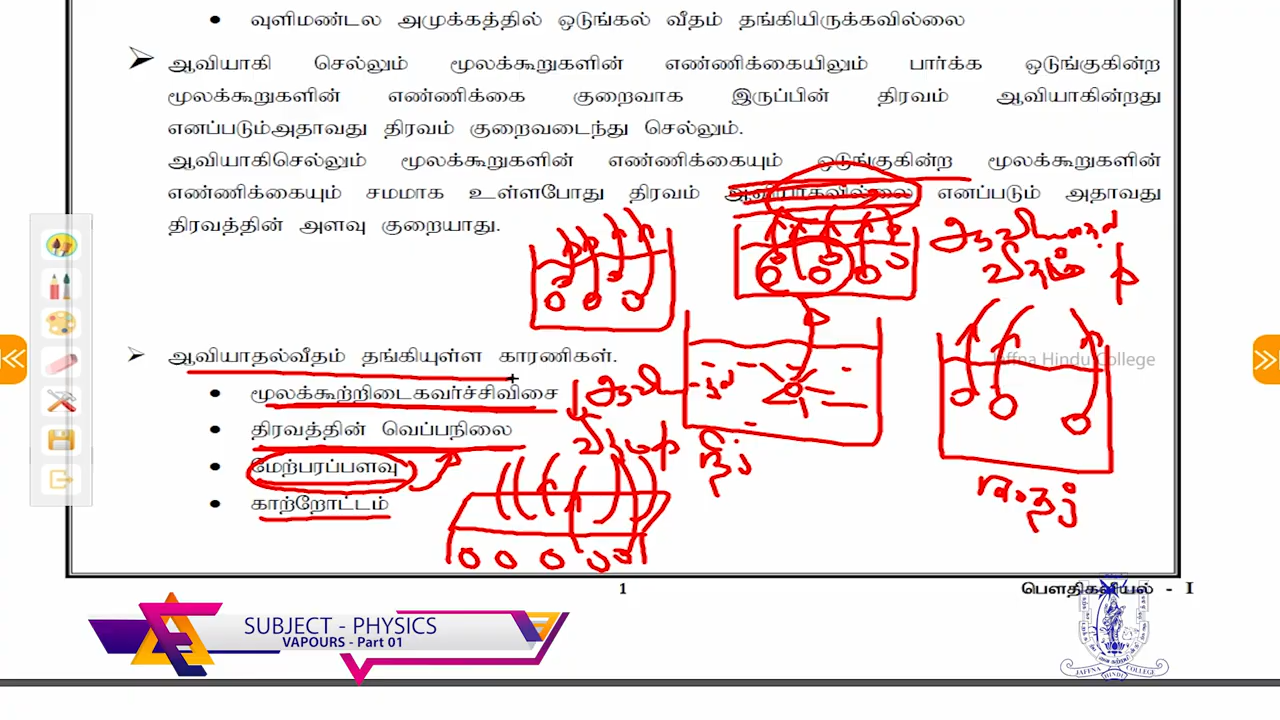 வுளிமண்டல அமுக்கத்தில் ஒடுங்கல் வீதம் தங்கியிருக்கவில்லை
ஆவியாகி செல்லும் மூலக்கூறுகளின் எண்ணிக்கையிலும் பார்க்க ஒடுங்குகின்ற
மூலக்கூறுகளின் எண்ணிக்கை குறைவாக இருப்பின் திரவம் ஆவியாகின்றது
எனப்படும்அதாவது திரவம் குறைவடைந்து செல்லும்.
ஆவியாகிசெல்லும் மூலக்கூறுகளின் எண்ணிக்கையும் ஒடுங்குகின்ற மூலக்கூறுகளின்
எண்ணிக்கையும் சமமாக உள்ளபோது திரவம் ஆவியாகவில்லை எனப்படும் அதாவது
திரவத்தின் அளவு குறையாது.
ஆவியாதல்வீதம் தங்கியுள்ள காரணிகள்.
Jaffna Hindu College
மூலக்கூற்றிடைகவர்ச்சிவிசை
திரவத்தின் வெப்பநிலை
மேற்பரப்பளவு
காற்றோட்டம்
1
பௌதிகவியல் - I
SUBJECT - PHYSICS
VAPOURS - Part 01
JAFFNA HINDU COLLEGE